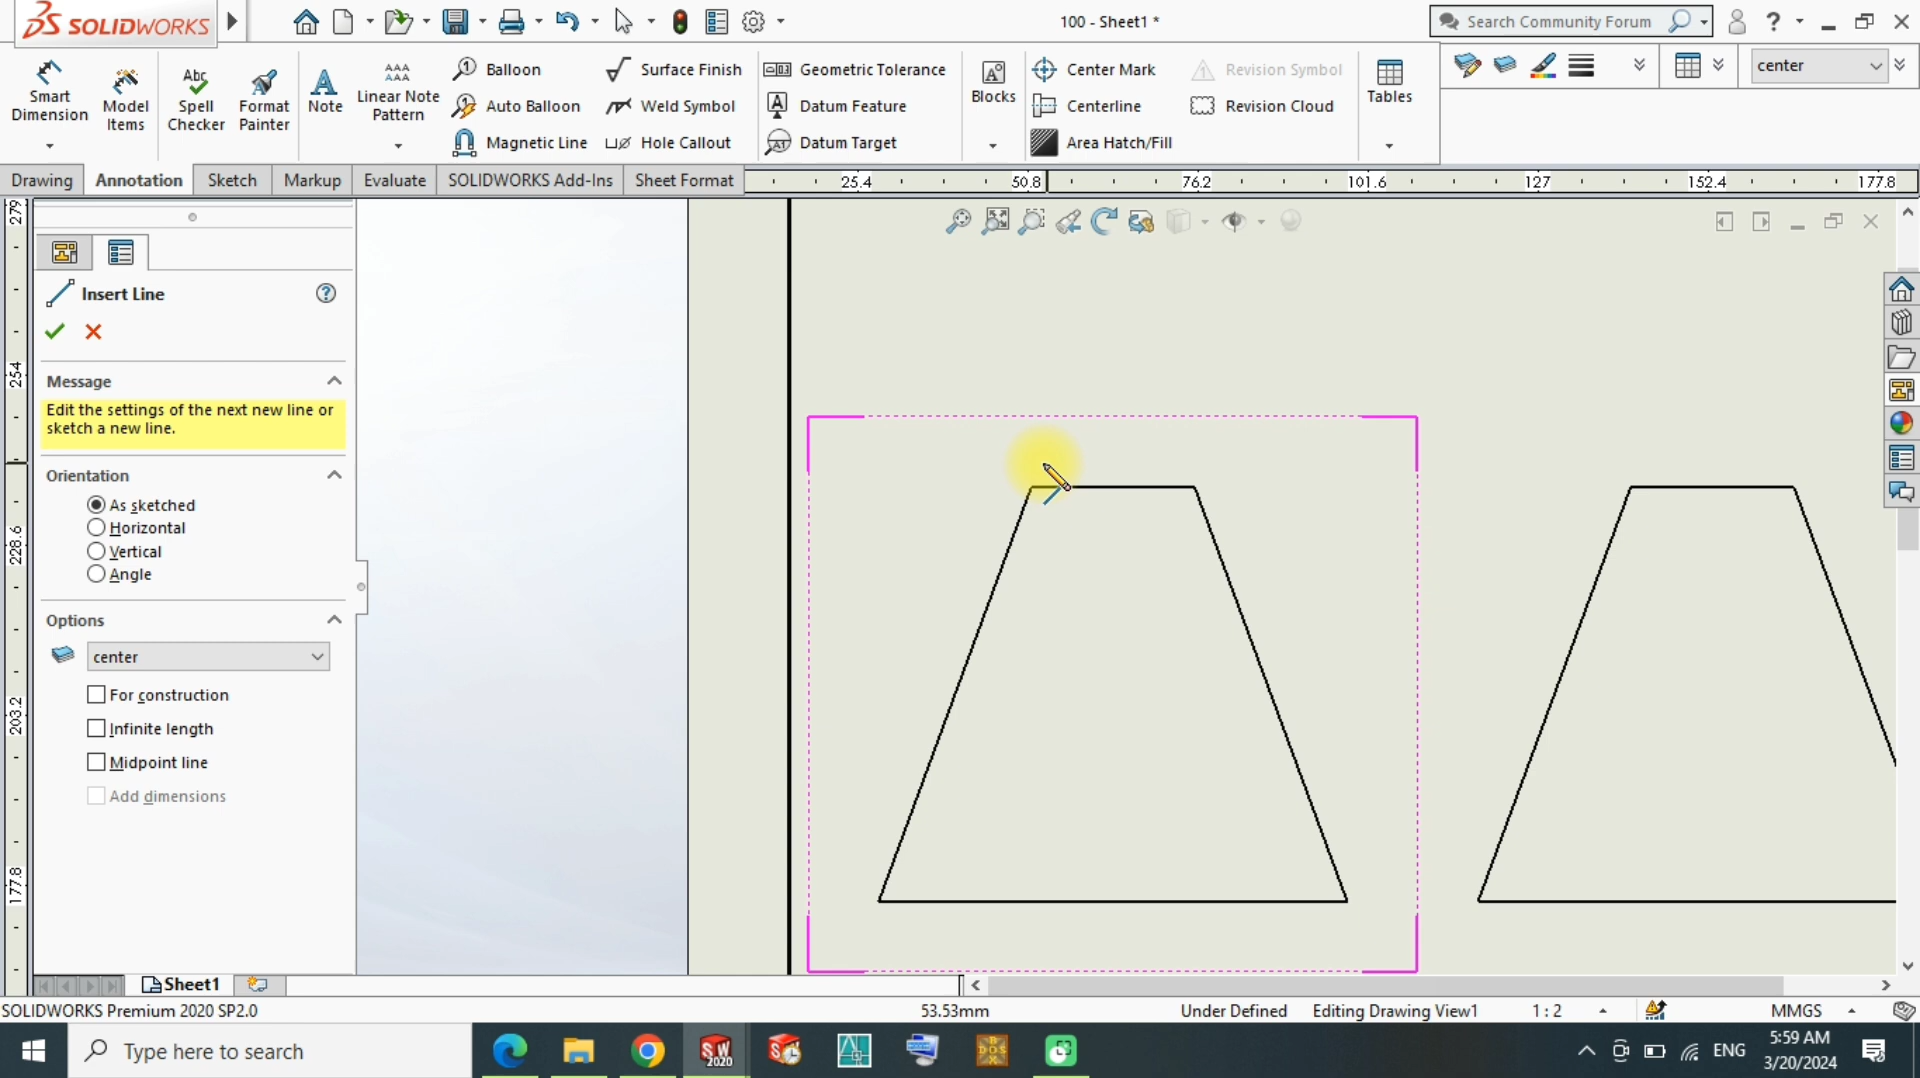 SOLIDWORKS
100 - Sheet1 *
Search Community Forum
Smart Dimension
Model Items
Spell Checker
Format Painter
Note
Linear Note Pattern
Balloon
Auto Balloon
Magnetic Line
Surface Finish
Weld Symbol
Hole Callout
Geometric Tolerance
Datum Feature
Datum Target
Blocks
Center Mark
Centerline
Area Hatch/Fill
Revision Symbol
Revision Cloud
Tables
center
Drawing
Annotation
Sketch
Markup
Evaluate
SOLIDWORKS Add-Ins
Sheet Format
25.4
50.8
76.2
101.6
127
152.4
177.8
279
254
228.6
203.2
177.8
Insert Line
Message
Edit the settings of the next new line or
sketch a new line.
Orientation
As sketched
Horizontal
Vertical
Angle
Options
center
For construction
Infinite length
Midpoint line
Add dimensions
Sheet1
SOLIDWORKS Premium 2020 SP2.0
53.53mm
Under Defined
Editing Drawing View1
1 : 2
MMGS
Type here to search
ENG
5:59 AM
3/20/2024